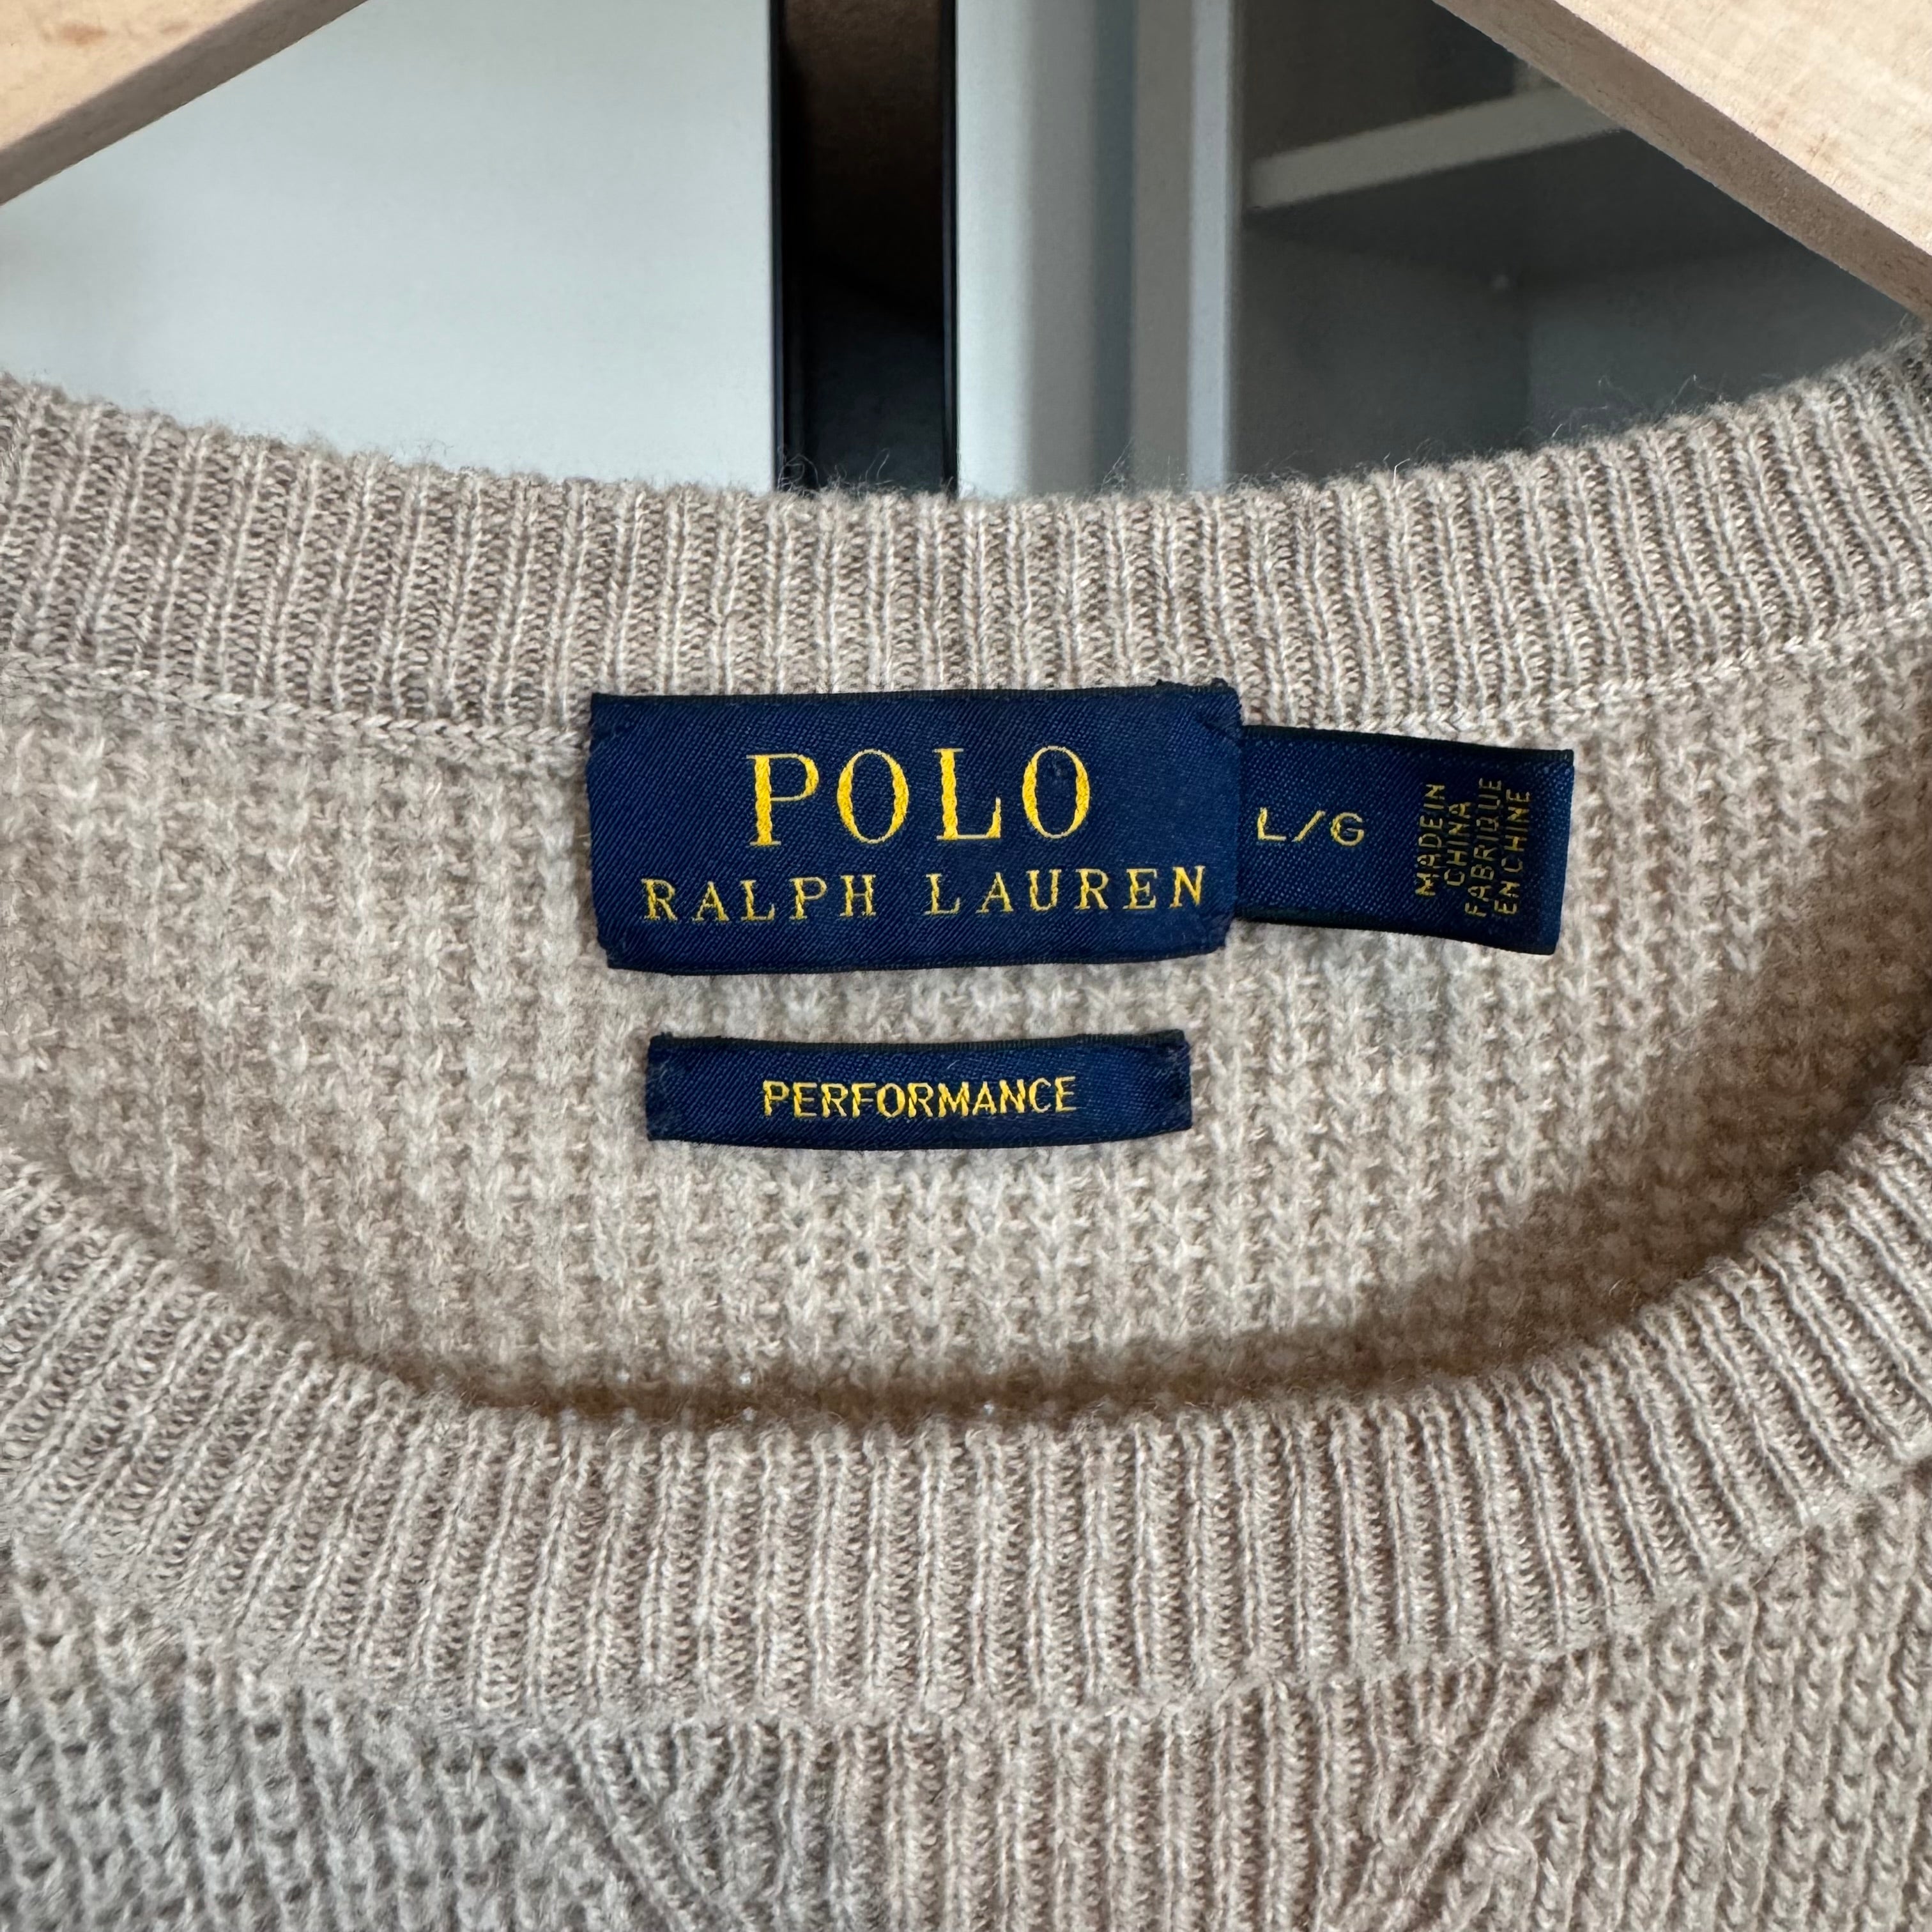 POLO
RALPH LAUREN
L/G
MADE IN
CHINA
FABRIQUE
EN CHINE
PERFORMANCE